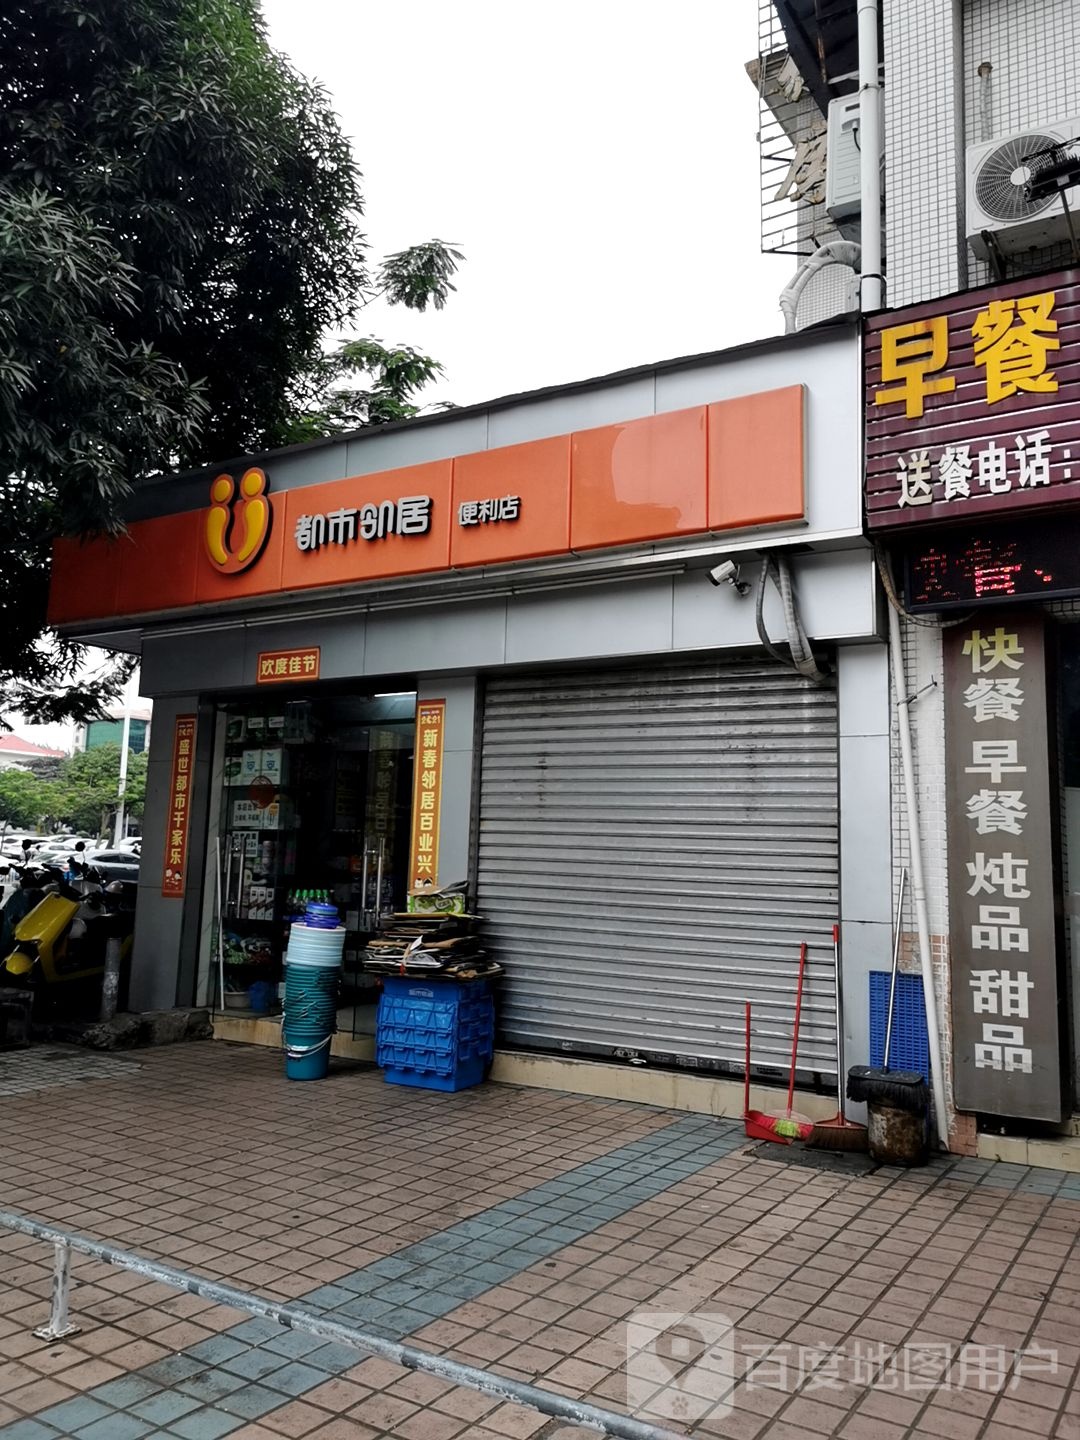 都市邻居 便利店
欢度佳节
盛世都市千家乐
2021
新春邻居百业兴
早餐
送餐电话：
快餐早餐炖品甜品
百度地图用户